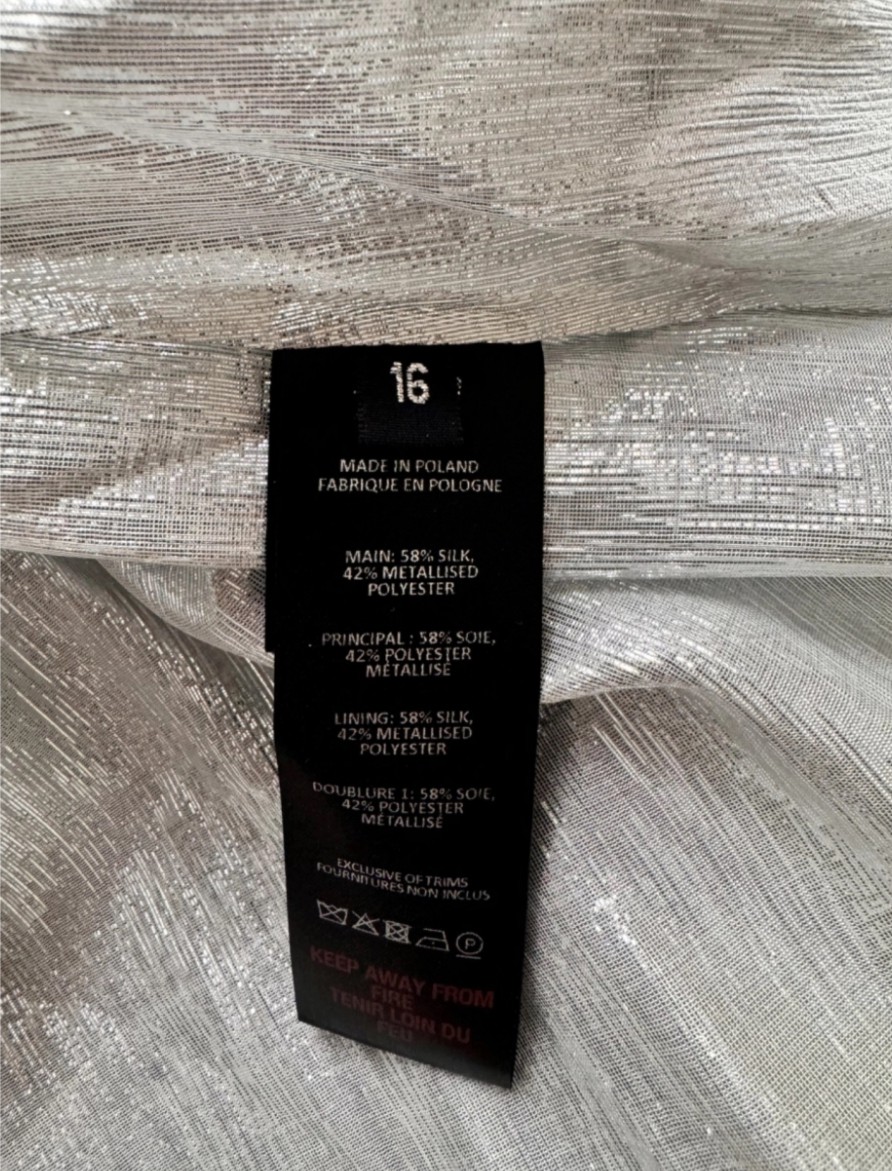 16
MADE IN POLAND
FABRIQUE EN POLOGNE
MAIN: 58% SILK,
42% METALLISED
POLYESTER
PRINCIPAL : 58% SOIE,
42% POLYESTER
MÉTALLISÉ
LINING: 58% SILK,
42% METALLISED
POLYESTER
DOUBLURE 1: 58% SOIE,
42% POLYESTER
MÉTALLISÉ
EXCLUSIVE OF TRIMS
FOURNITURES NON INCLUS
P
KEEP AWAY FROM
FIRE
TENIR LOIN DU
FEU